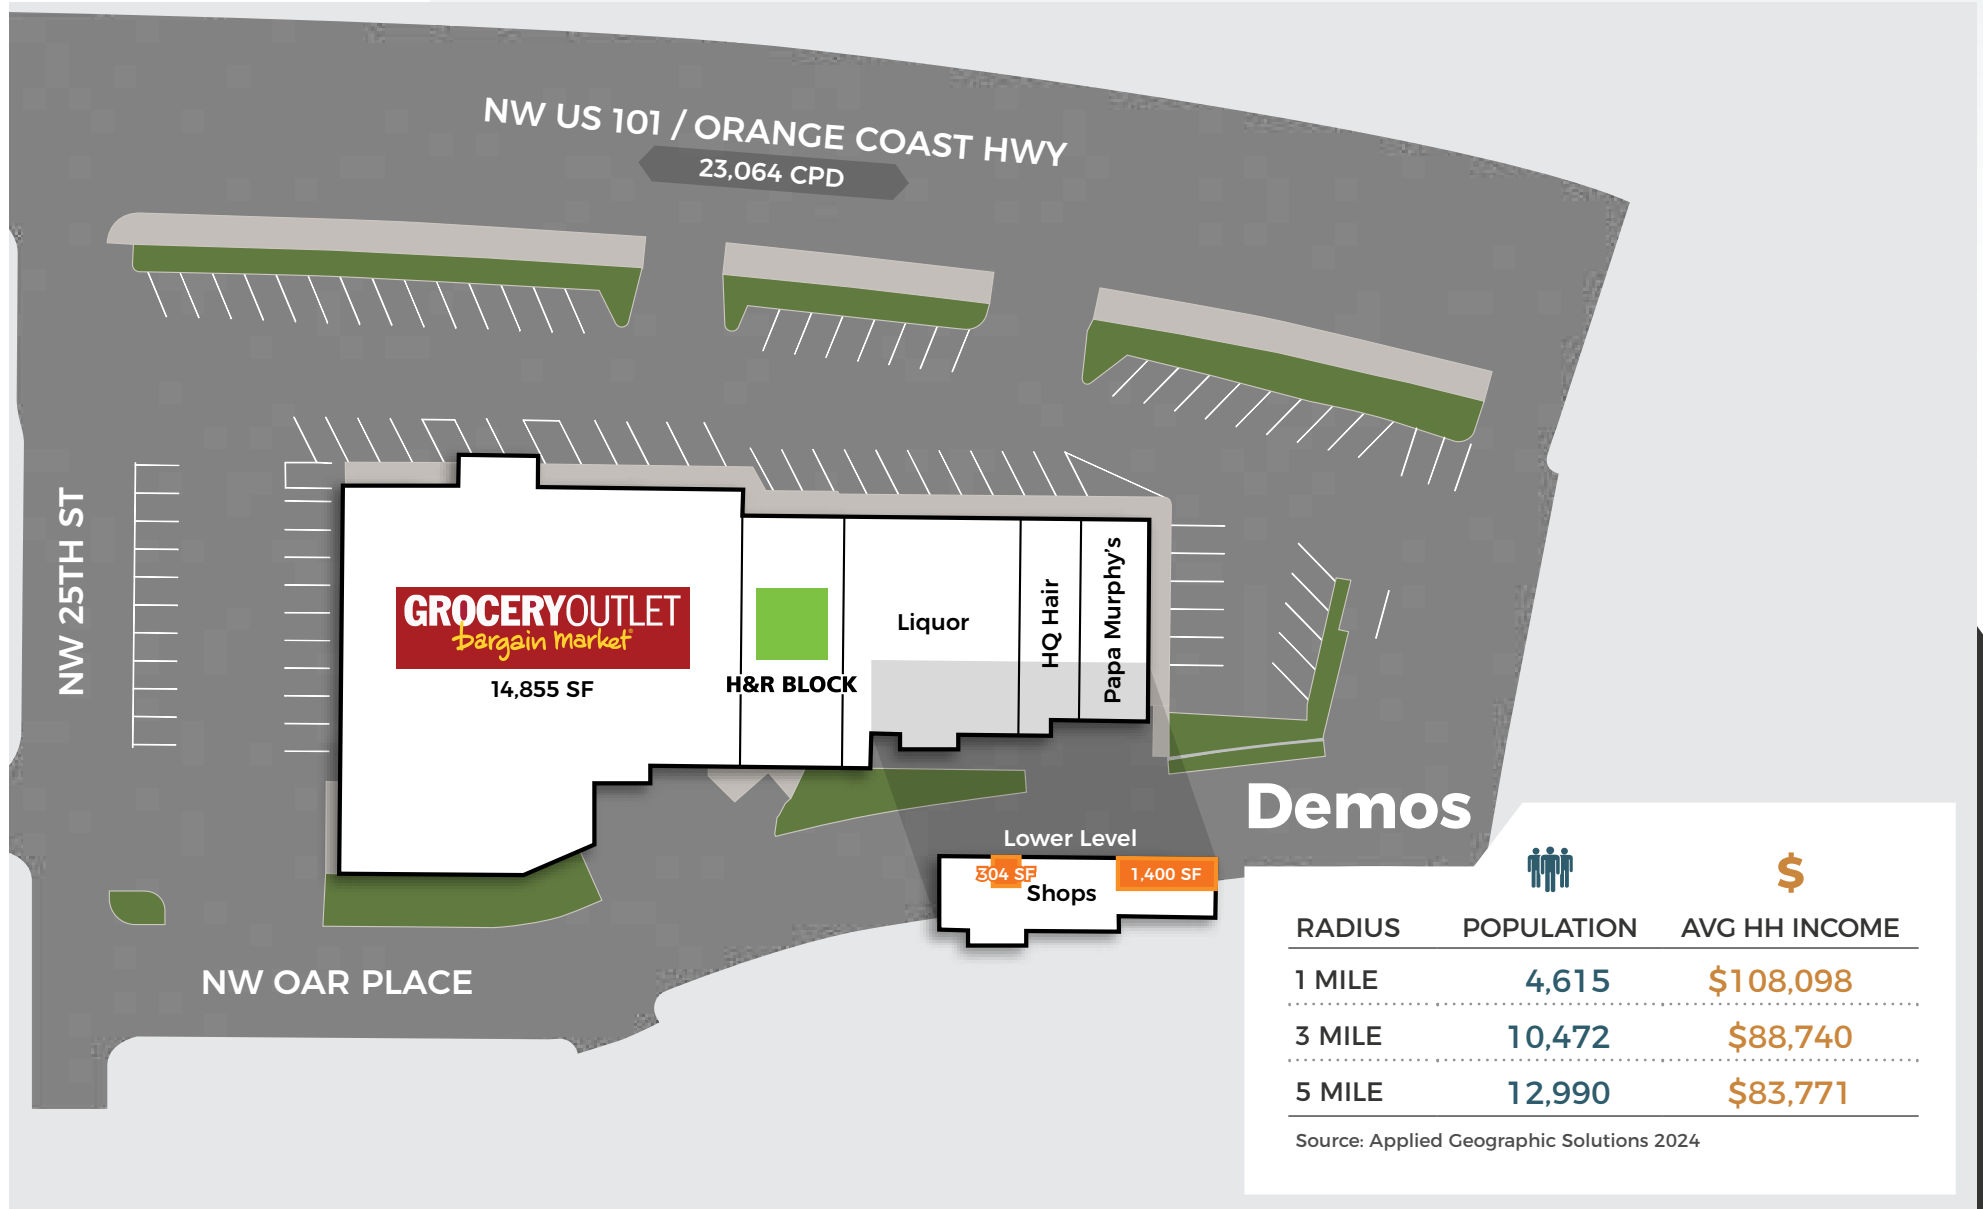 NW US 101 / ORANGE COAST HWY
23,064 CPD
NW 25TH ST
GROCERYOUTLET
bargain market
14,855 SF
H&R BLOCK
Liquor
HQ Hair
Papa Murphy's
Lower Level
304 SF
1,400 SF
Shops
NW OAR PLACE
Demos
$
RADIUS POPULATION AVG HH INCOME
1 MILE 4,615 $108,098
3 MILE 10,472 $88,740
5 MILE 12,990 $83,771
Source: Applied Geographic Solutions 2024